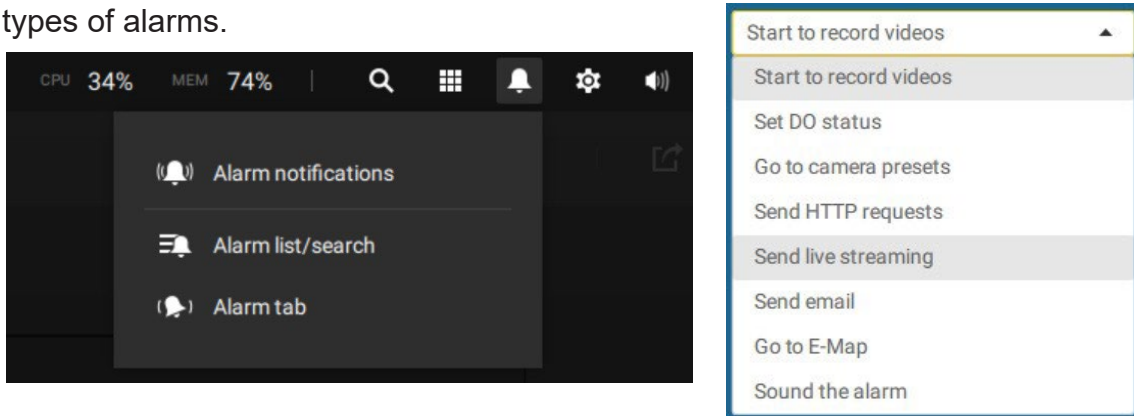 types of alarms.
CPU 34% MEM 74%
Alarm notifications
Alarm list/search
Alarm tab
Start to record videos
Start to record videos
Set DO status
Go to camera presets
Send HTTP requests
Send live streaming
Send email
Go to E-Map
Sound the alarm